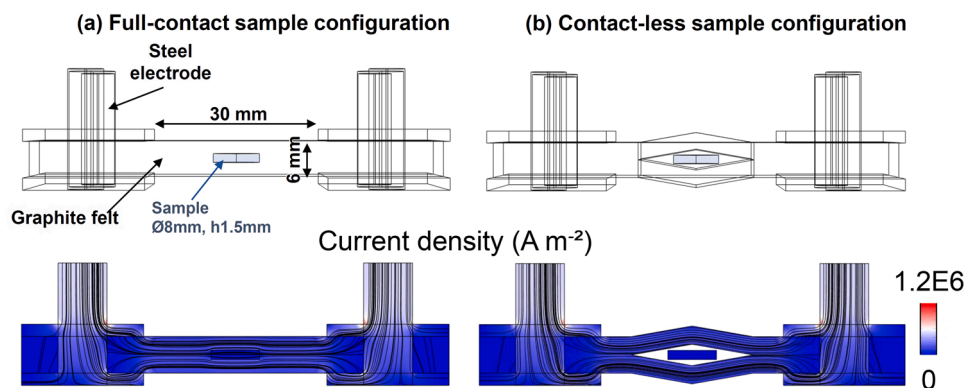 (a) Full-contact sample configuration
(b) Contact-less sample configuration
Steel
electrode
30 mm
6 mm
Graphite felt
Sample
Ø8mm, h1.5mm
Current density (A m⁻²)
1.2E6
0